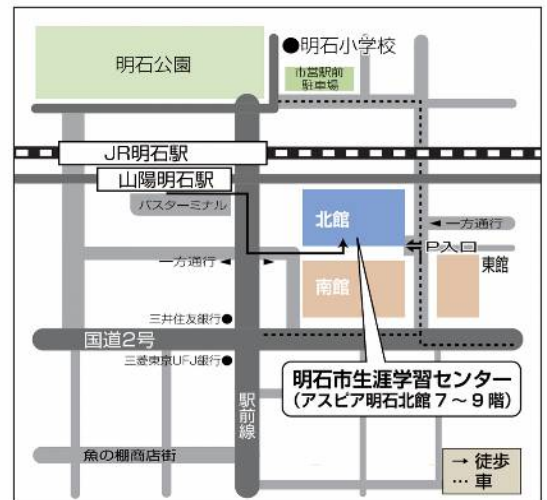 ●明石小学校
明石公園
市営駅前
駐車場
JR明石駅
山陽明石駅
バスターミナル
北館
←一方通行
←P入口
一方通行
東館
南館
三井住友銀行●
国道2号
三菱東京UFJ銀行●
明石市生涯学習センター
(アスピア明石北館7～9階)
駅前線
魚の棚商店街
→ 徒歩
… 車